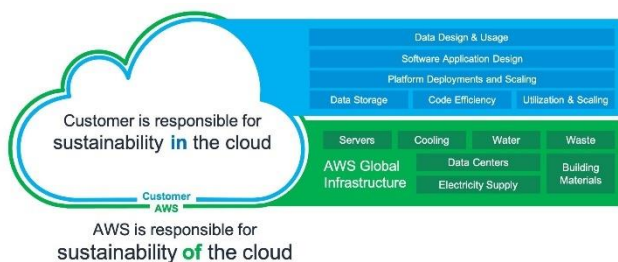 Data Design & Usage
Software Application Design
Platform Deployments and Scaling
Data Storage Code Efficiency Utilization & Scaling
Customer is responsible for
sustainability in the cloud
Servers Cooling Water Waste
AWS Global
Infrastructure
Data Centers
Electricity Supply
Building
Materials
Customer
AWS
AWS is responsible for
sustainability of the cloud